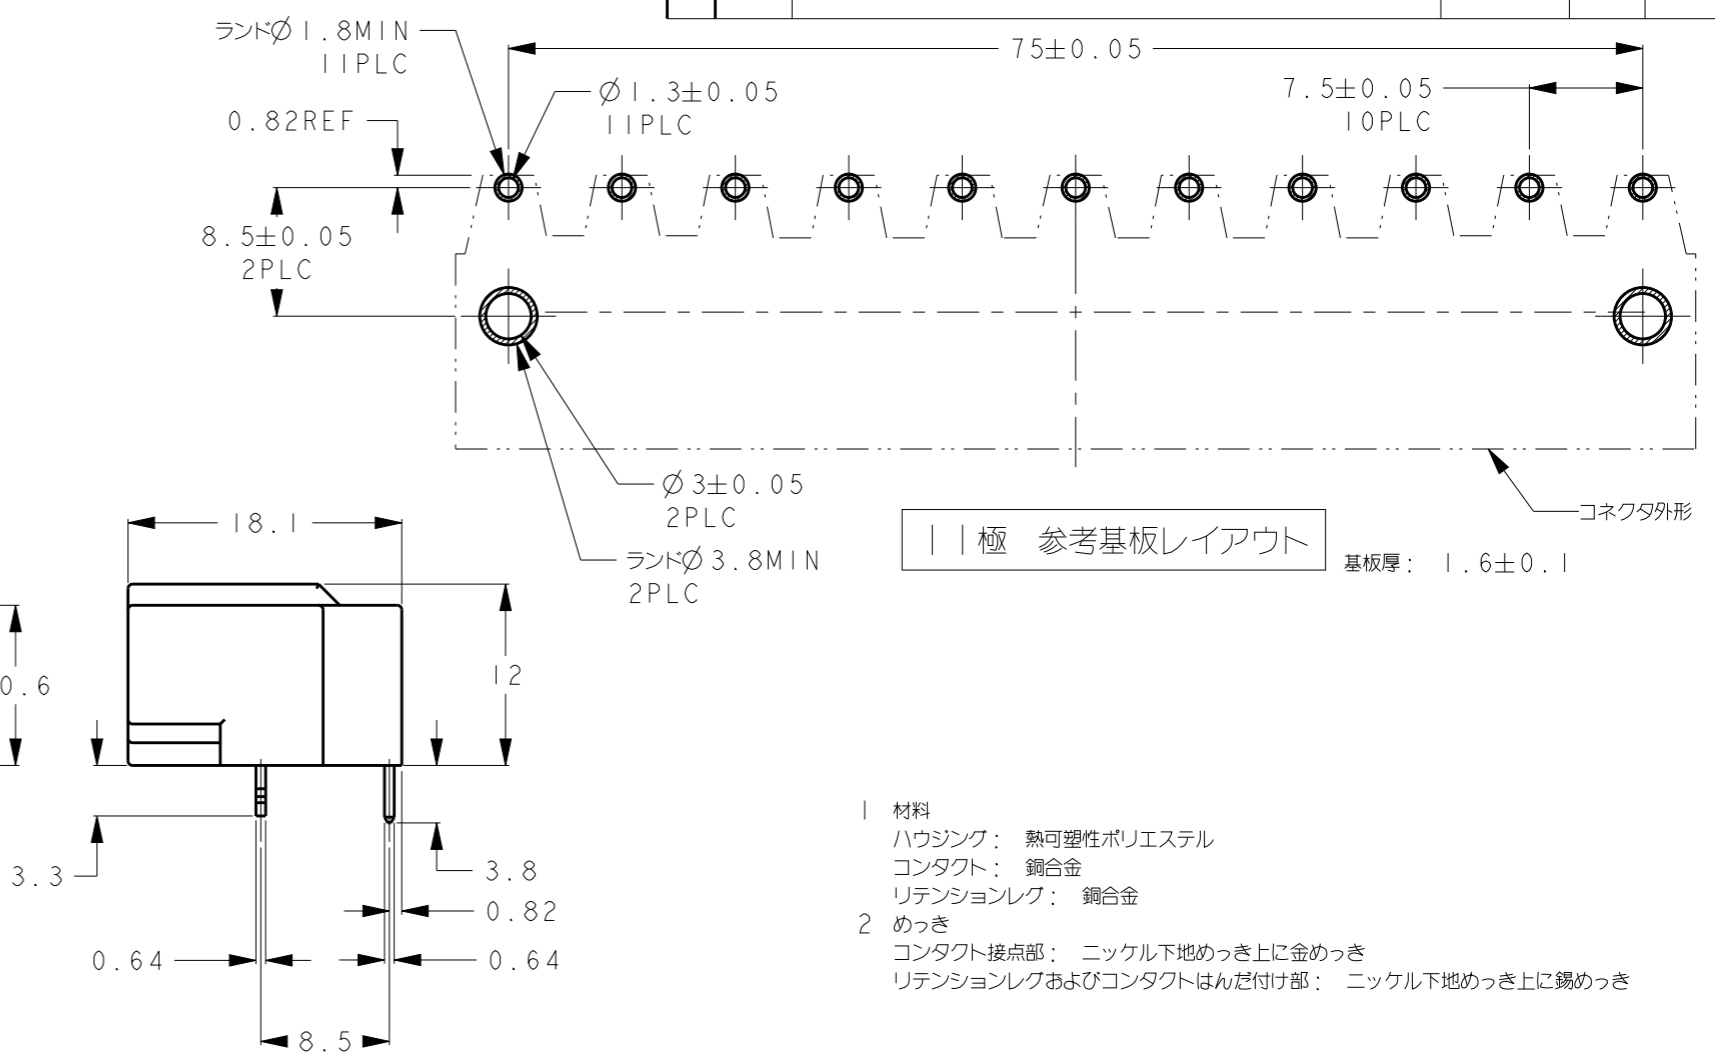 ランドØ1.8MIN
11PLC
75±0.05
Ø1.3±0.05
11PLC
7.5±0.05
10PLC
0.82REF
8.5±0.05
2PLC
Ø3±0.05
2PLC
ランドØ3.8MIN
2PLC
コネクタ外形
11極 参考基板レイアウト
基板厚: 1.6±0.1
18.1
12
0.6
3.3
3.8
0.82
0.64
0.64
8.5
1 材料
ハウジング: 熱可塑性ポリエステル
コンタクト: 銅合金
リテンションレグ: 銅合金
2 めっき
コンタクト接点部: ニッケル下地めっき上に金めっき
リテンションレグおよびコンタクトはんだ付け部: ニッケル下地めっき上に錫めっき